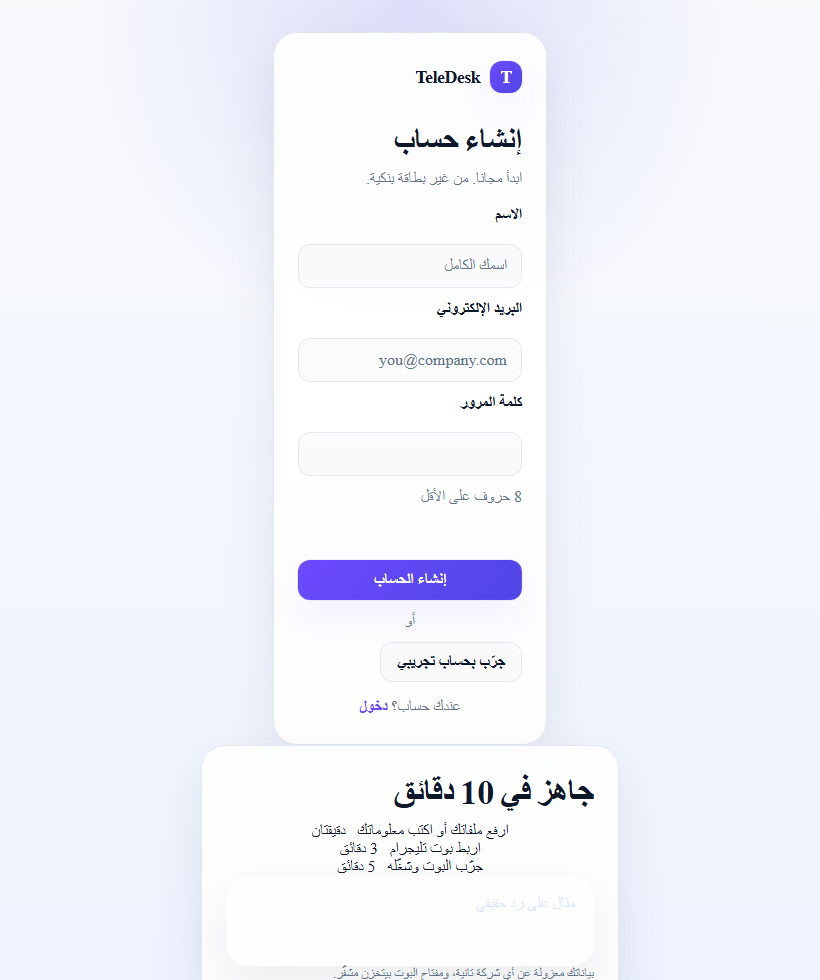 TeleDesk T
إنشاء حساب
ابدأ مجانا. من غير بطاقة بنكية.
الاسم
اسمك الكامل
البريد الإلكتروني
you@company.com
كلمة المرور
8 حروف على الأقل
إنشاء الحساب
أو
جرّب بحساب تجريبي
عندك حساب؟ دخول
جاهز في 10 دقائق
ارفع ملفاتك أو اكتب معلوماتك دقيقتان
اربط بوت تليجرام 3 دقائق
جرّب البوت وشغّله 5 دقائق
مثال على رد حقيقي
بياناتك معزولة عن أي شركة تانية، ومفتاح البوت بيتخزن مشفّر.